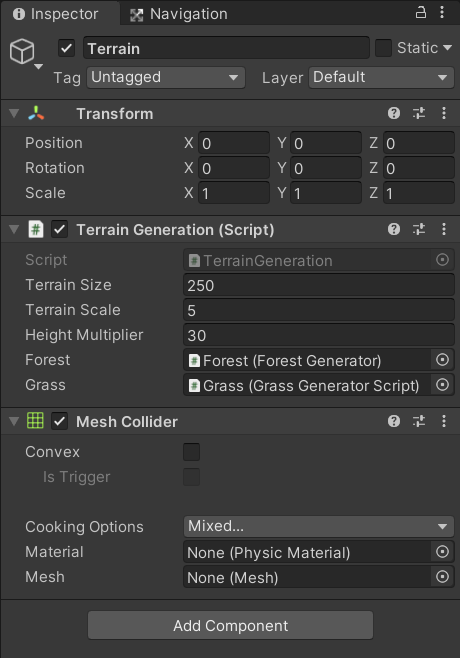 Inspector Navigation
Terrain Static
Tag Untagged Layer Default
Transform
Position X 0 Y 0 Z 0
Rotation X 0 Y 0 Z 0
Scale X 1 Y 1 Z 1
# Terrain Generation (Script)
Script # TerrainGeneration
Terrain Size 250
Terrain Scale 5
Height Multiplier 30
Forest # Forest (Forest Generator)
Grass # Grass (Grass Generator Script)
Mesh Collider
Convex
Is Trigger
Cooking Options Mixed...
Material None (Physic Material)
Mesh None (Mesh)
Add Component